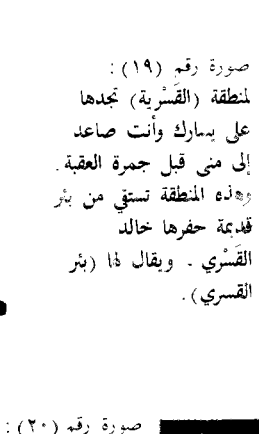 صورة رقم (١٩) :
لمنطقة (القَسْرية) تجدها
على يسارك وأنت صاعد
إلى منى قبل جمرة العقبة.
وهذه المنطقة تستقي من بئر
قديمة حفرها خالد
القَسْري . ويقال لها (بئر
القسري).
صورة رقم (٢٠) :